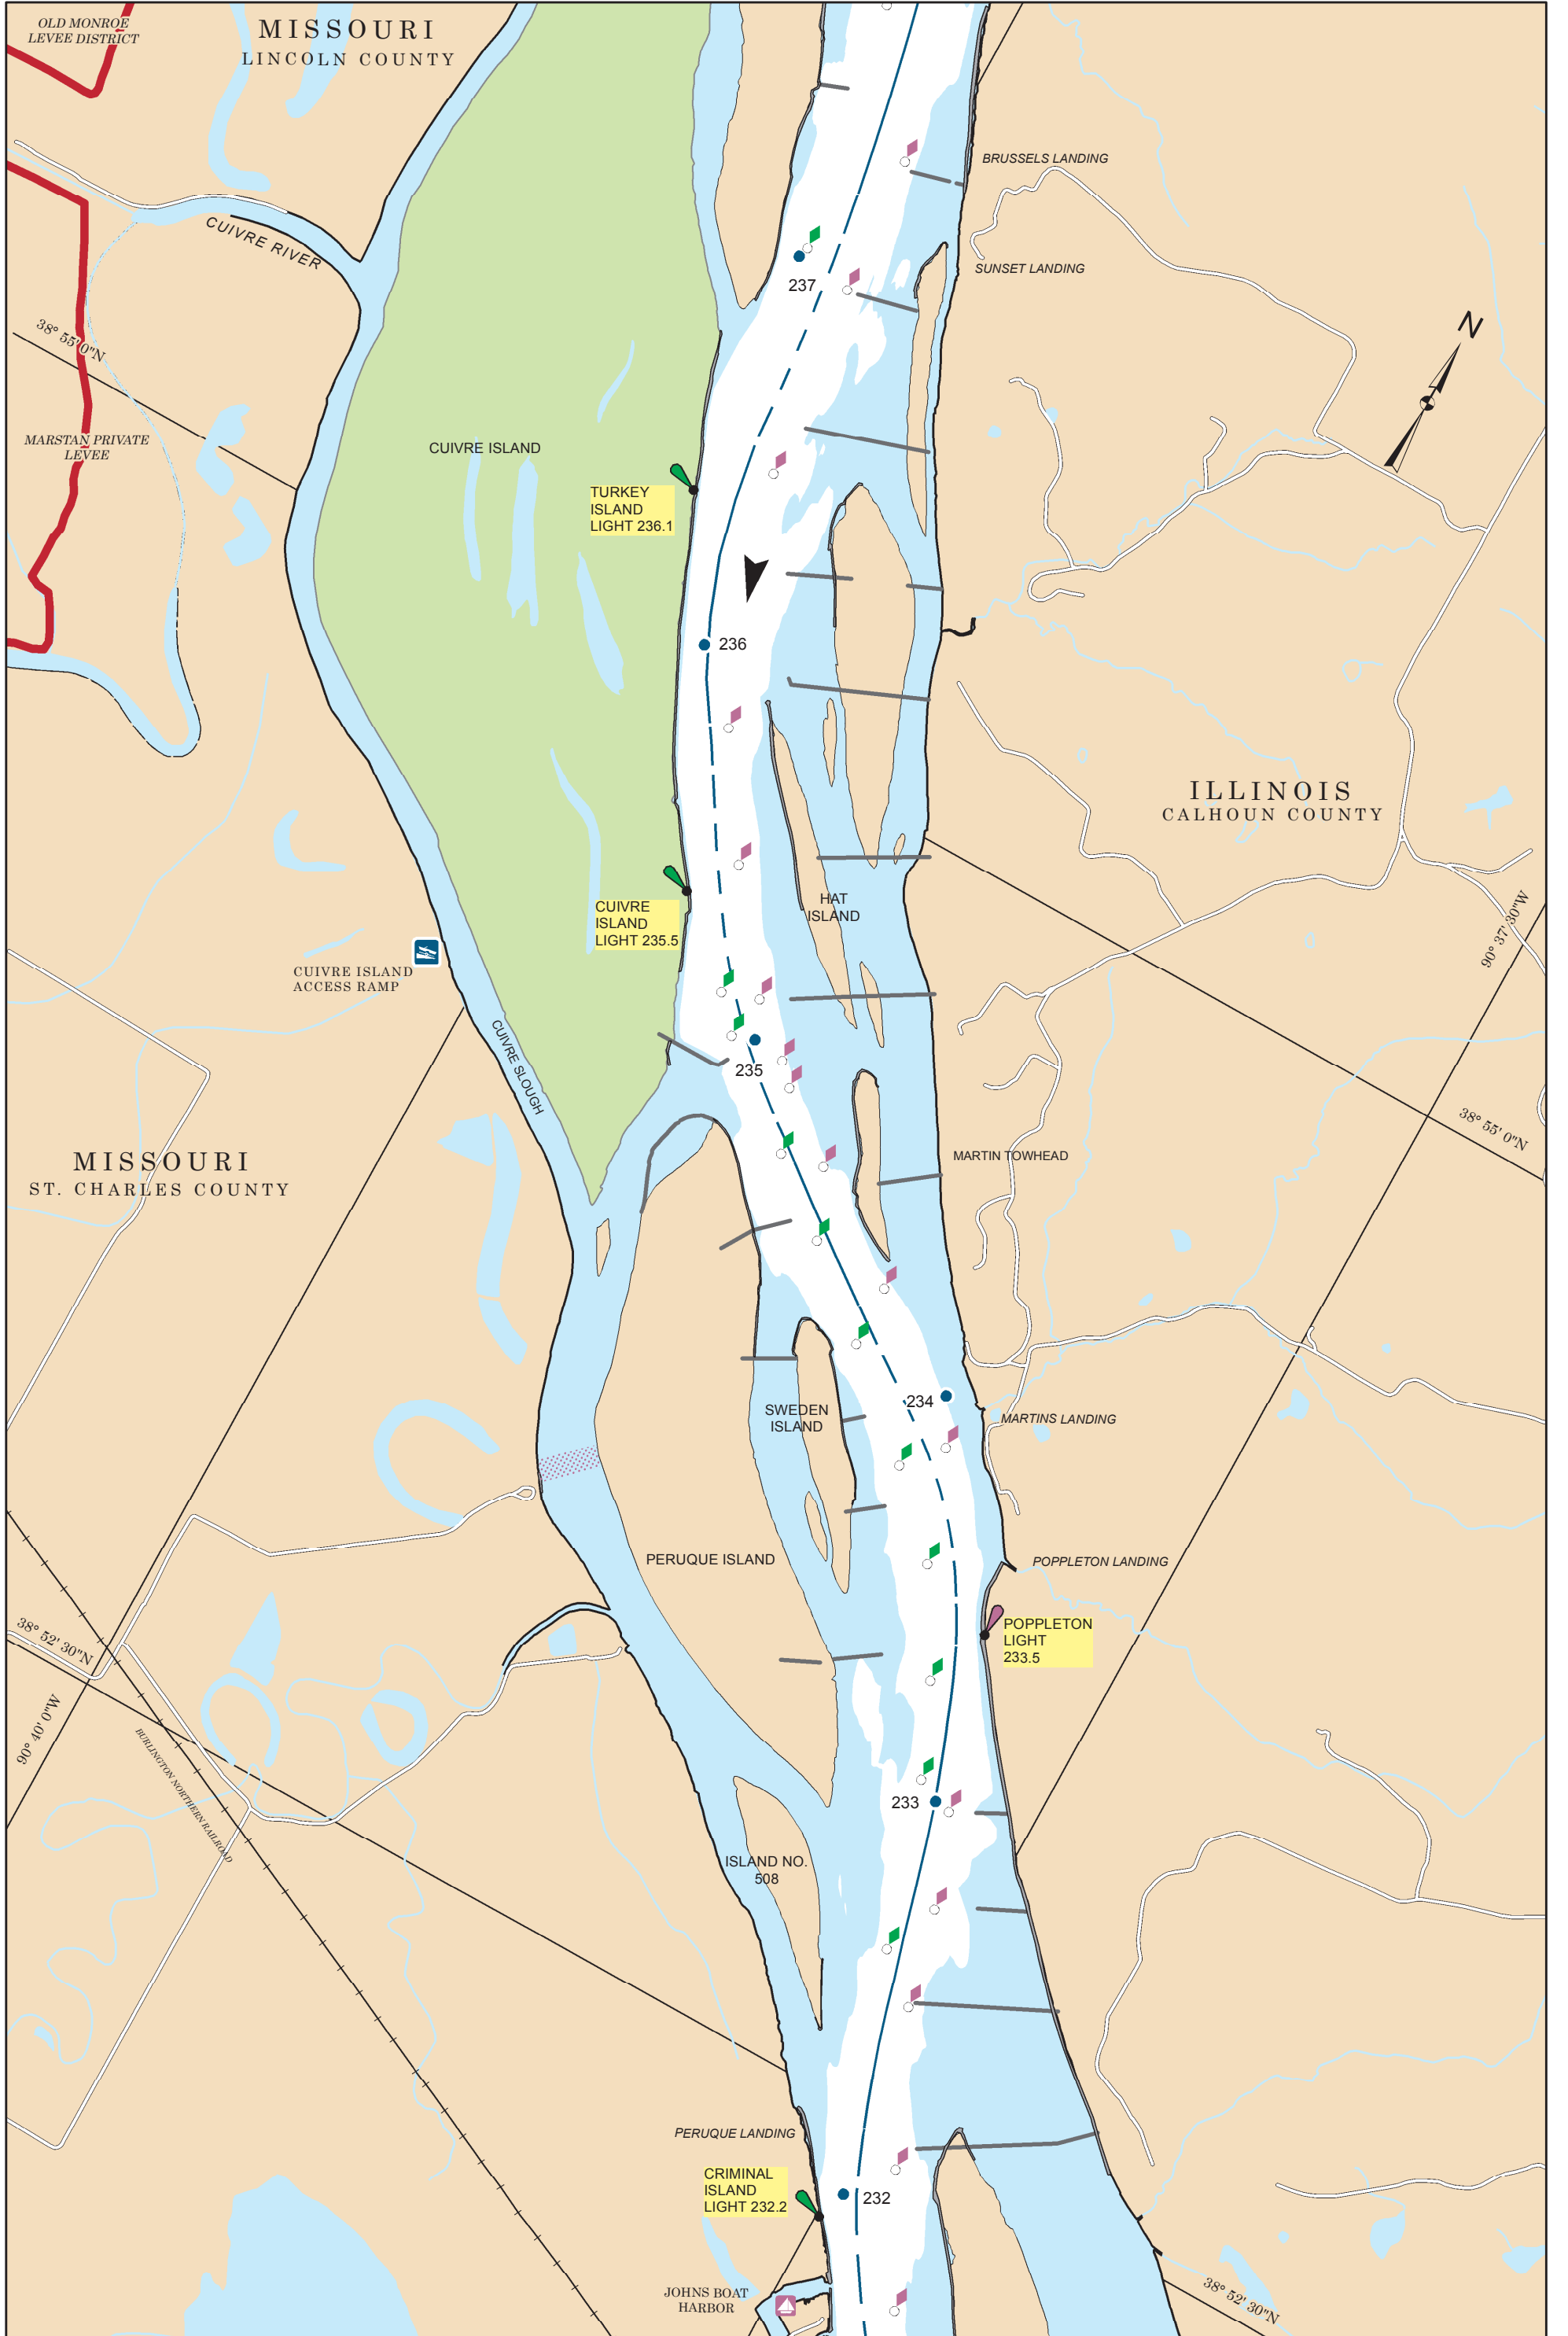 OLD MONROE
LEVEE DISTRICT
MISSOURI
LINCOLN COUNTY
BRUSSELS LANDING
CUIVRE RIVER
SUNSET LANDING
237
N
38° 55' 0"N
MARSTAN PRIVATE
LEVEE
CUIVRE ISLAND
TURKEY
ISLAND
LIGHT 236.1
236
ILLINOIS
CALHOUN COUNTY
HAT
ISLAND
CUIVRE
ISLAND
LIGHT 235.5
90° 37' 30"W
CUIVRE ISLAND
ACCESS RAMP
CUIVRE SLOUGH
235
38° 55' 0"N
MARTIN TOWHEAD
MISSOURI
ST. CHARLES COUNTY
234
SWEDEN
ISLAND
MARTINS LANDING
PERUQUE ISLAND
POPPLETON LANDING
POPPLETON
LIGHT
233.5
38° 52' 30"N
90° 40' 0"W
BURLINGTON NORTHERN RAILROAD
233
ISLAND NO.
508
PERUQUE LANDING
CRIMINAL
ISLAND
LIGHT 232.2
232
JOHNS BOAT
HARBOR
38° 52' 30"N